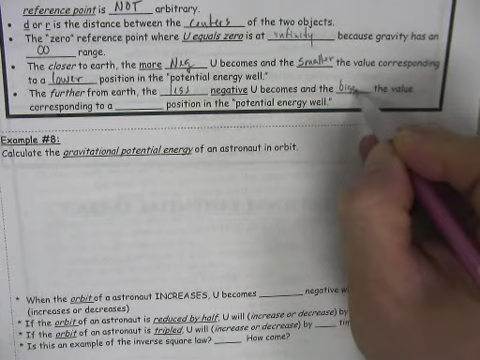 reference point is NOT arbitrary.
• d or r is the distance between the centers of the two objects.
• The "zero" reference point where U equals zero is at infinity because gravity has an
∞ range.
• The closer to earth, the more Neg U becomes and the smaller the value corresponding
to a lower position in the "potential energy well."
• The further from earth, the less negative U becomes and the the value
corresponding to a ________ position in the "potential energy well."
Example #8:
Calculate the gravitational potential energy of an astronaut in orbit.
* When the orbit of a astronaut INCREASES, U becomes ________ negative
(increases or decreases)
* If the orbit of an astronaut is reduced by half, U will (increase or decrease) by
* If the orbit of an astronaut is tripled, U will (increase or decrease) by ____
* Is this an example of the inverse square law? _____ How come?